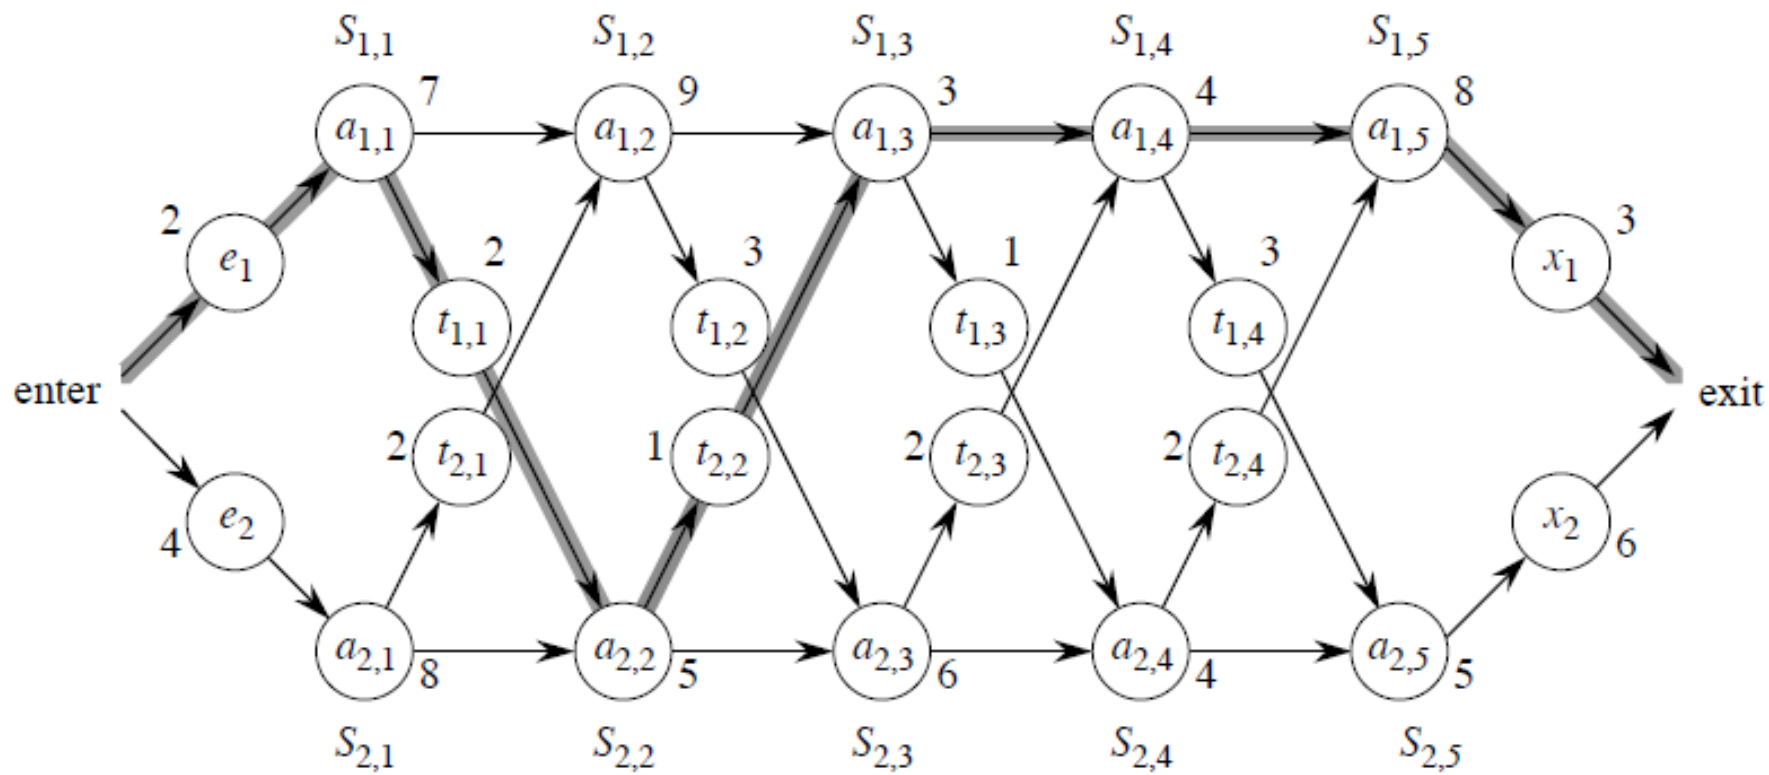 S1,1 S1,2 S1,3 S1,4 S1,5
7 9 3 4 8
a1,1 a1,2 a1,3 a1,4 a1,5
2 3
e1 2 3 1 3 x1
t1,1 t1,2 t1,3 t1,4
enter exit
2 t2,1 1 t2,2 2 t2,3 2 t2,4
e2 x2
4 6
a2,1 a2,2 a2,3 a2,4 a2,5
8 5 6 4 5
S2,1 S2,2 S2,3 S2,4 S2,5